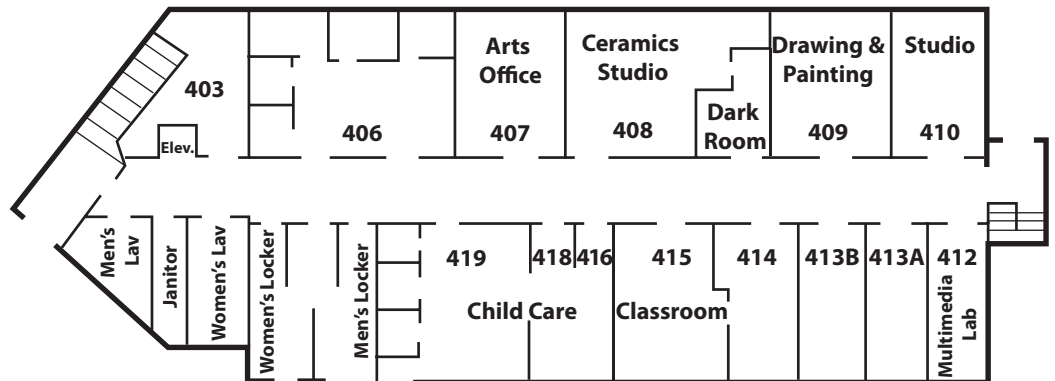 403
Elev.
406
Arts
Office
407
Ceramics
Studio
408
Dark
Room
Drawing &
Painting
409
Studio
410
Men's
Lav
Janitor
Women's Lav
Women's Locker
Men's Locker
419
418
416
Child Care
415
Classroom
414
413B
413A
412
Multimedia
Lab